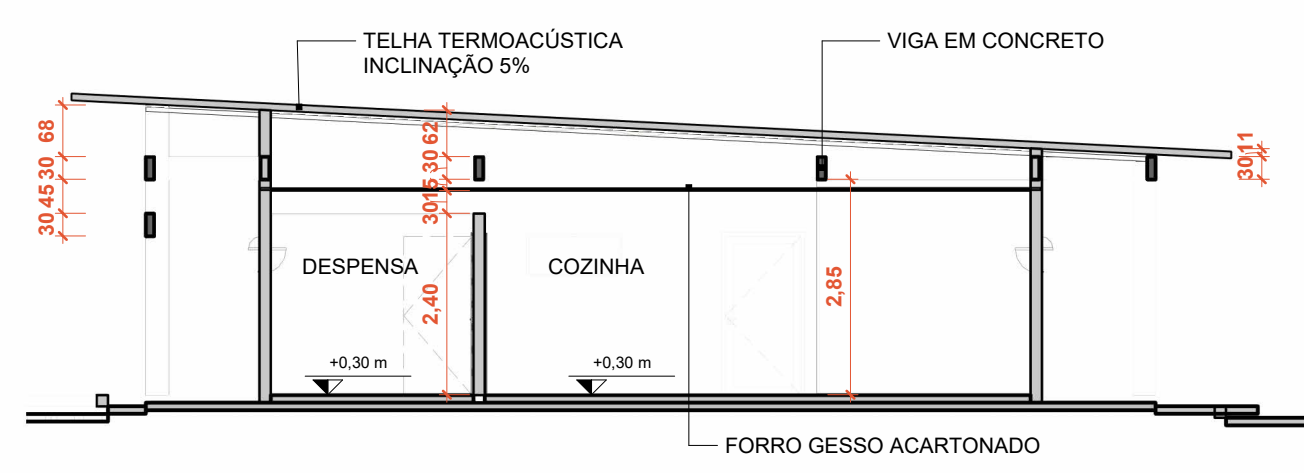 TELHA TERMOACÚSTICA
INCLINAÇÃO 5%
VIGA EM CONCRETO
68
30
45
30
62
30
15
30
2,40
11
30
DESPENSA
COZINHA
2,85
+0,30 m
+0,30 m
FORRO GESSO ACARTONADO